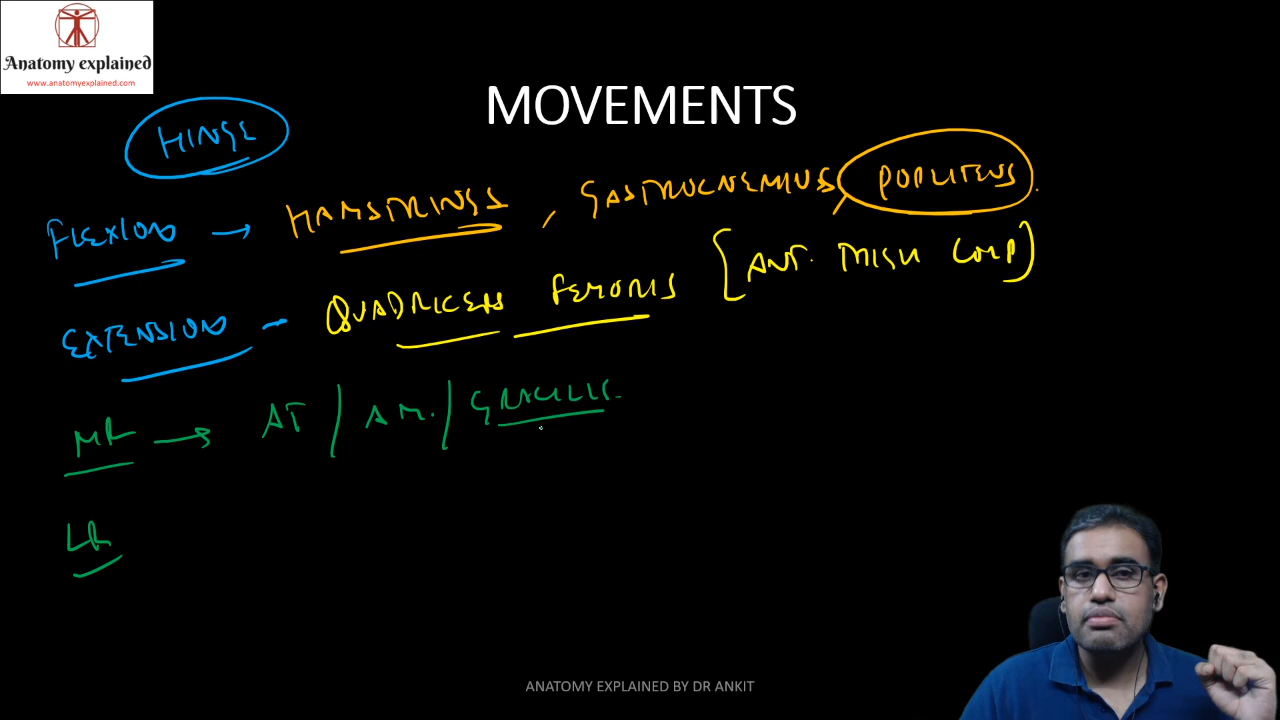 Anatomy explained
www.anatomyexplained.com
MOVEMENTS
HINGE
FLEXION → HAMSTRINGS, GASTROCNEMIUS, POPLITEUS.
EXTENSION - QUADRICEPS FEMORIS [ANT. THIGH COMP]
MR → AT / AM. / GRACILIS.
LR
ANATOMY EXPLAINED BY DR ANKIT